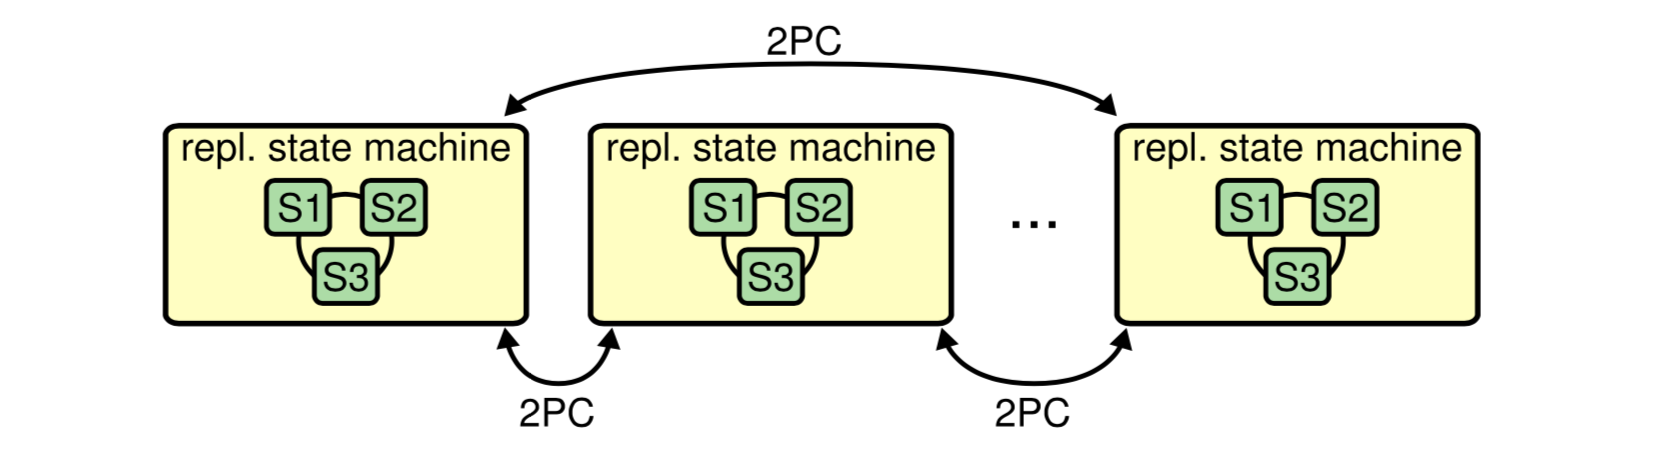 2PC
repl. state machine
S1 S2
S3
repl. state machine
S1 S2
S3
...
repl. state machine
S1 S2
S3
2PC
2PC